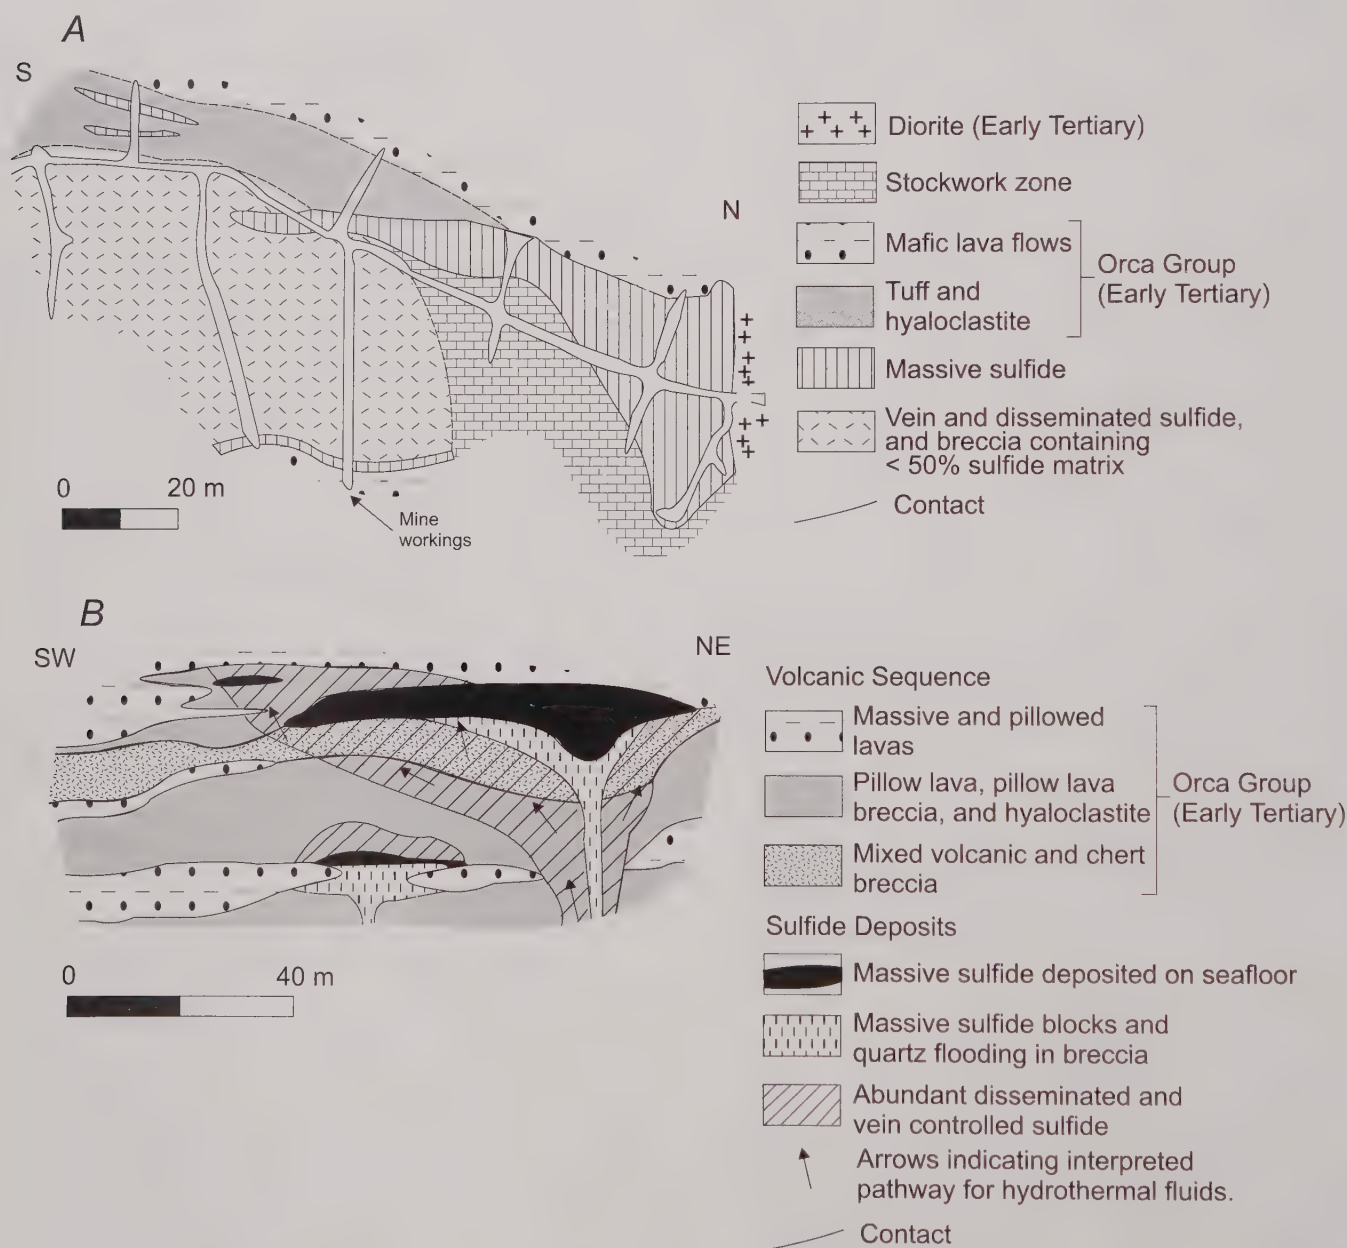 A
S
N
Diorite (Early Tertiary)
Stockwork zone
Mafic lava flows
Tuff and
hyaloclastite
Orca Group
(Early Tertiary)
Massive sulfide
Vein and disseminated sulfide,
and breccia containing
< 50% sulfide matrix
Contact
0 20 m
Mine
workings
B
SW
NE
0 40 m
Volcanic Sequence
Massive and pillowed
lavas
Pillow lava, pillow lava
breccia, and hyaloclastite
Mixed volcanic and chert
breccia
Orca Group
(Early Tertiary)
Sulfide Deposits
Massive sulfide deposited on seafloor
Massive sulfide blocks and
quartz flooding in breccia
Abundant disseminated and
vein controlled sulfide
Arrows indicating interpreted
pathway for hydrothermal fluids.
Contact